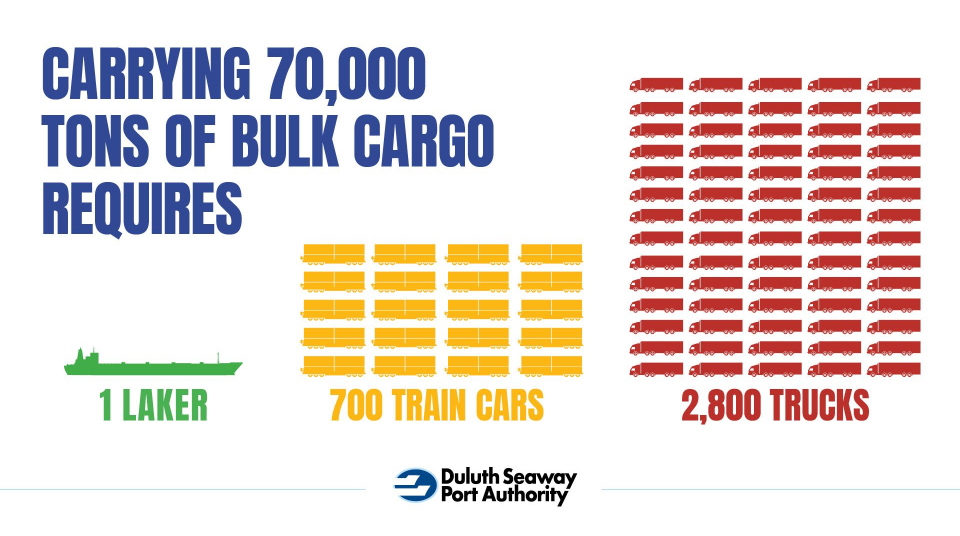 CARRYING 70,000
TONS OF BULK CARGO
REQUIRES
1 LAKER
700 TRAIN CARS
2,800 TRUCKS
Duluth Seaway
Port Authority